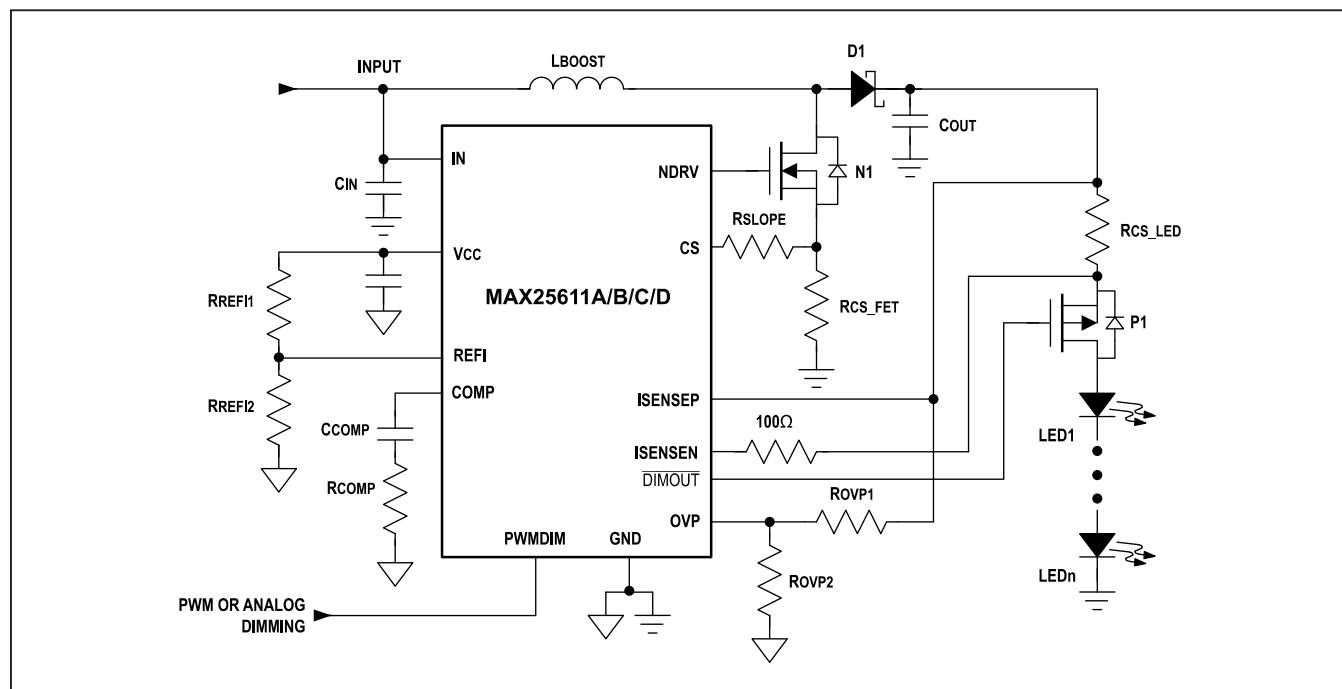 INPUT
LBOOST
D1
COUT
IN
NDRV
N1
CIN
RSLOPE
RCS_LED
VCC
CS
MAX25611A/B/C/D
RREFI1
RCS_FET
P1
REFI
COMP
ISENSEP
RREFI2
CCOMP
100Ω
LED1
ISENSEN
RCOMP
DIMOUT
ROVP1
OVP
PWMDIM
GND
LEDn
ROVP2
PWM OR ANALOG
DIMMING